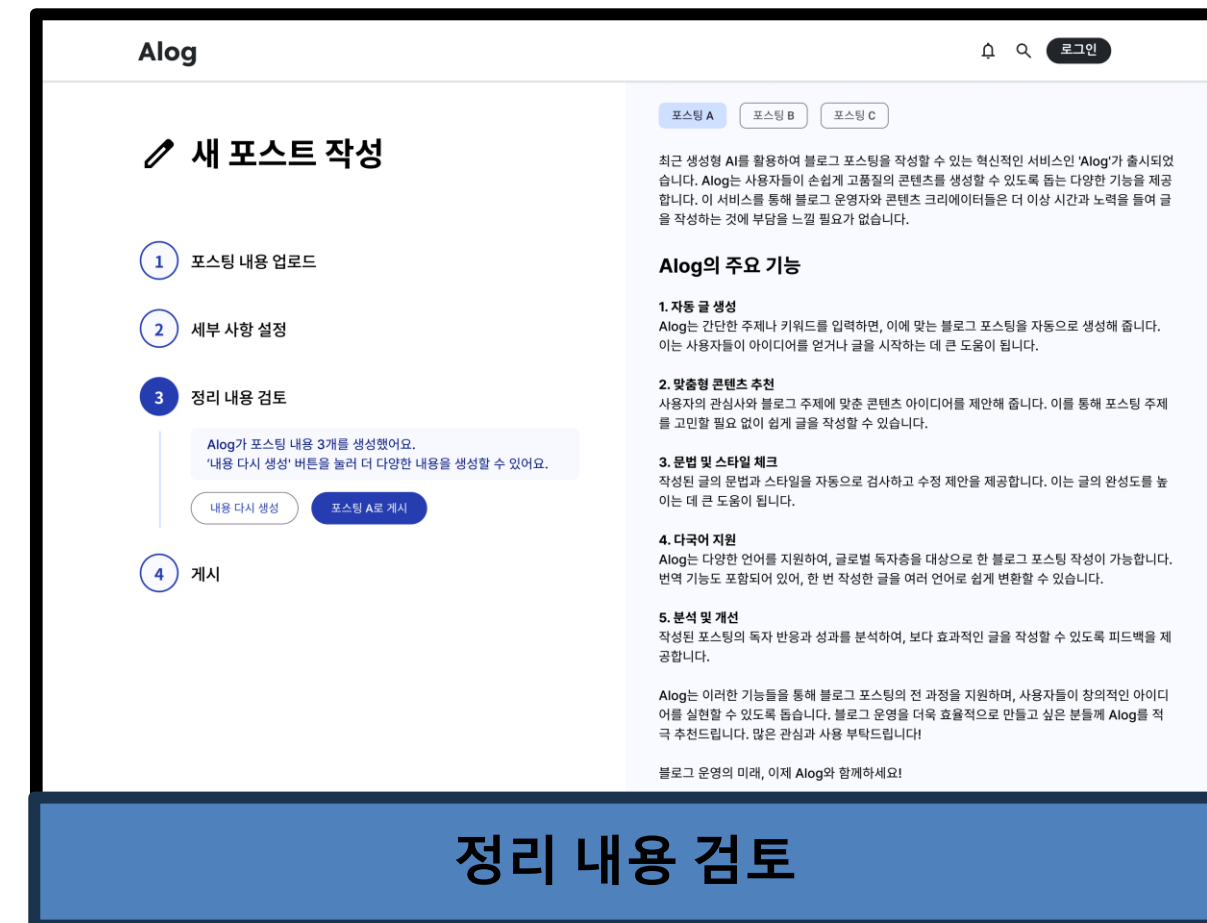 Alog
로그인
새 포스트 작성
1 포스팅 내용 업로드
2 세부 사항 설정
3 정리 내용 검토
Alog가 포스팅 내용 3개를 생성했어요.
'내용 다시 생성' 버튼을 눌러 더 다양한 내용을 생성할 수 있어요.
내용 다시 생성 포스팅 A로 게시
4 게시
포스팅 A 포스팅 B 포스팅 C
최근 생성형 AI를 활용하여 블로그 포스팅을 작성할 수 있는 혁신적인 서비스인 'Alog'가 출시되었
습니다. Alog는 사용자들이 손쉽게 고품질의 콘텐츠를 생성할 수 있도록 돕는 다양한 기능을 제공
합니다. 이 서비스를 통해 블로그 운영자와 콘텐츠 크리에이터들은 더 이상 시간과 노력을 들여 글
을 작성하는 것에 부담을 느낄 필요가 없습니다.
Alog의 주요 기능
1. 자동 글 생성
Alog는 간단한 주제나 키워드를 입력하면, 이에 맞는 블로그 포스팅을 자동으로 생성해 줍니다.
이는 사용자들이 아이디어를 얻거나 글을 시작하는 데 큰 도움이 됩니다.
2. 맞춤형 콘텐츠 추천
사용자의 관심사와 블로그 주제에 맞춘 콘텐츠 아이디어를 제안해 줍니다. 이를 통해 포스팅 주제
를 고민할 필요 없이 쉽게 글을 작성할 수 있습니다.
3. 문법 및 스타일 체크
작성된 글의 문법과 스타일을 자동으로 검사하고 수정 제안을 제공합니다. 이는 글의 완성도를 높
이는 데 큰 도움이 됩니다.
4. 다국어 지원
Alog는 다양한 언어를 지원하여, 글로벌 독자층을 대상으로 한 블로그 포스팅 작성이 가능합니다.
번역 기능도 포함되어 있어, 한 번 작성한 글을 여러 언어로 쉽게 변환할 수 있습니다.
5. 분석 및 개선
작성된 포스팅의 독자 반응과 성과를 분석하여, 보다 효과적인 글을 작성할 수 있도록 피드백을 제
공합니다.
Alog는 이러한 기능들을 통해 블로그 포스팅의 전 과정을 지원하며, 사용자들이 창의적인 아이디
어를 실현할 수 있도록 돕습니다. 블로그 운영을 더욱 효율적으로 만들고 싶은 분들께 Alog를 적
극 추천드립니다. 많은 관심과 사용 부탁드립니다!
블로그 운영의 미래, 이제 Alog와 함께하세요!
정리 내용 검토